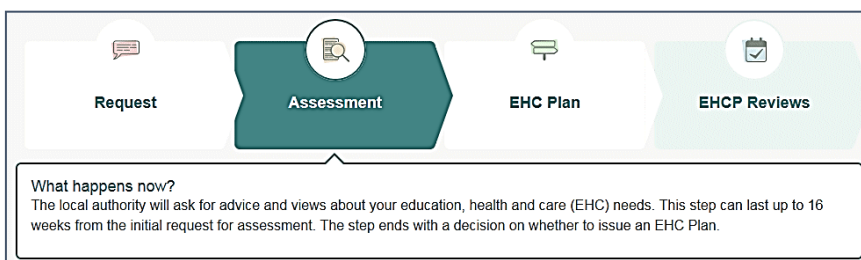 Request
Assessment
EHC Plan
EHCP Reviews
What happens now?
The local authority will ask for advice and views about your education, health and care (EHC) needs. This step can last up to 16
weeks from the initial request for assessment. The step ends with a decision on whether to issue an EHC Plan.